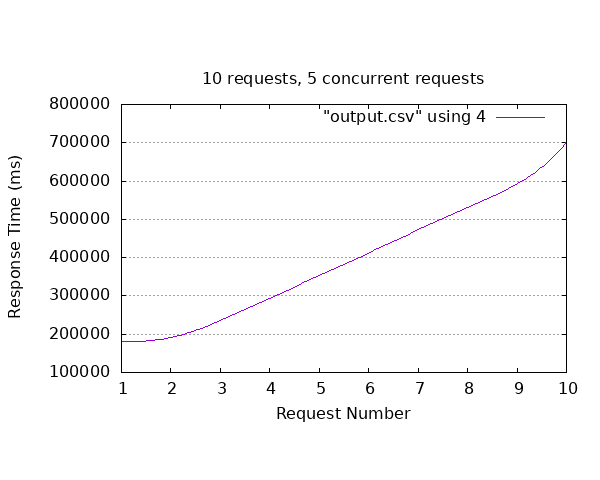 10 requests, 5 concurrent requests
"output.csv" using 4
800000
700000
600000
500000
400000
300000
200000
100000
Response Time (ms)
1 2 3 4 5 6 7 8 9 10
Request Number